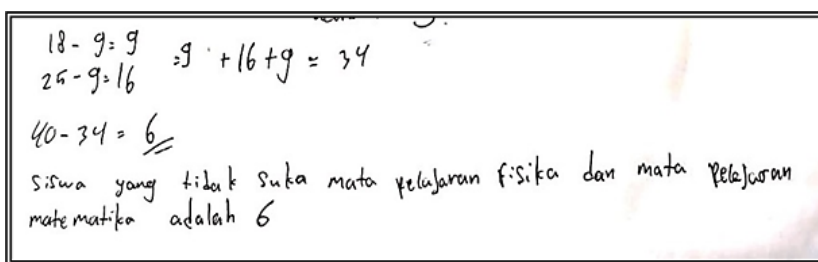 18 - 9 = 9
25 - 9 = 16
= 9 + 16 + 9 = 34
40 - 34 = 6
Siswa yang tidak suka mata pelajaran fisika dan mata pelajaran
matematika adalah 6